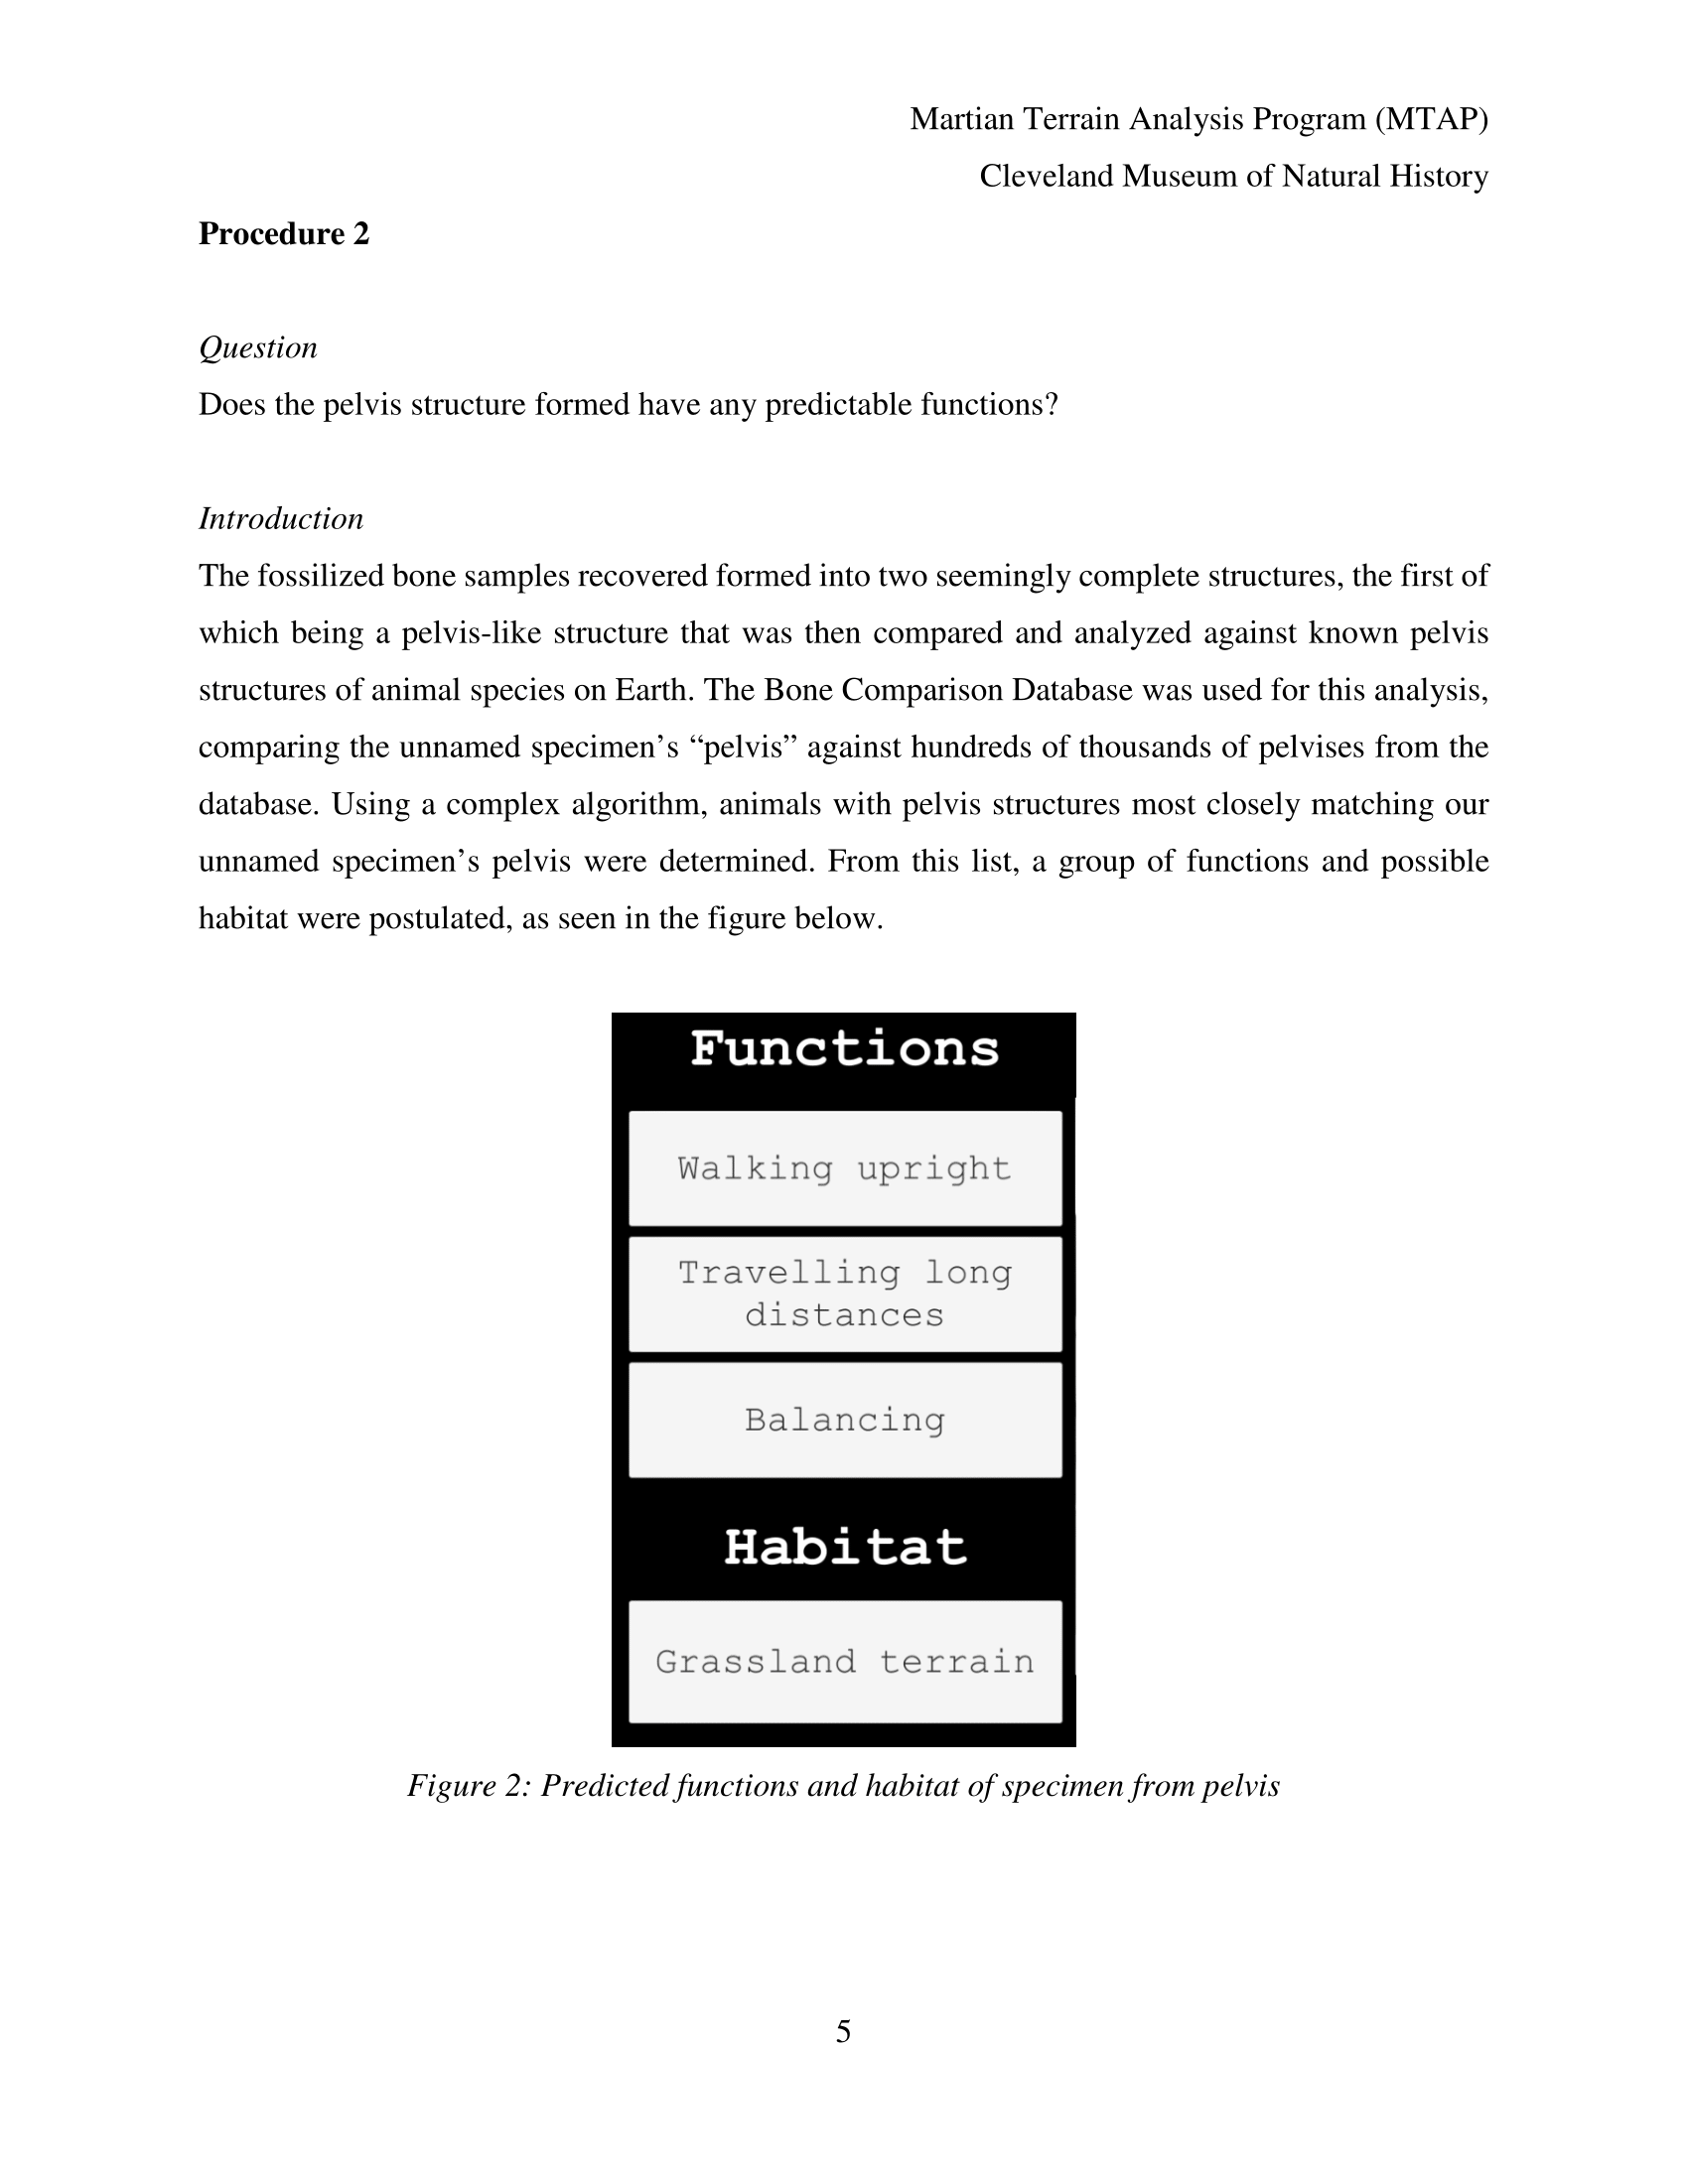 Martian Terrain Analysis Program (MTAP)
Cleveland Museum of Natural History
Procedure 2
Question
Does the pelvis structure formed have any predictable functions?
Introduction
The fossilized bone samples recovered formed into two seemingly complete structures, the first of
which being a pelvis-like structure that was then compared and analyzed against known pelvis
structures of animal species on Earth. The Bone Comparison Database was used for this analysis,
comparing the unnamed specimen’s “pelvis” against hundreds of thousands of pelvises from the
database. Using a complex algorithm, animals with pelvis structures most closely matching our
unnamed specimen’s pelvis were determined. From this list, a group of functions and possible
habitat were postulated, as seen in the figure below.
Functions
Walking upright
Travelling long
distances
Balancing
Habitat
Grassland terrain
Figure 2: Predicted functions and habitat of specimen from pelvis
5